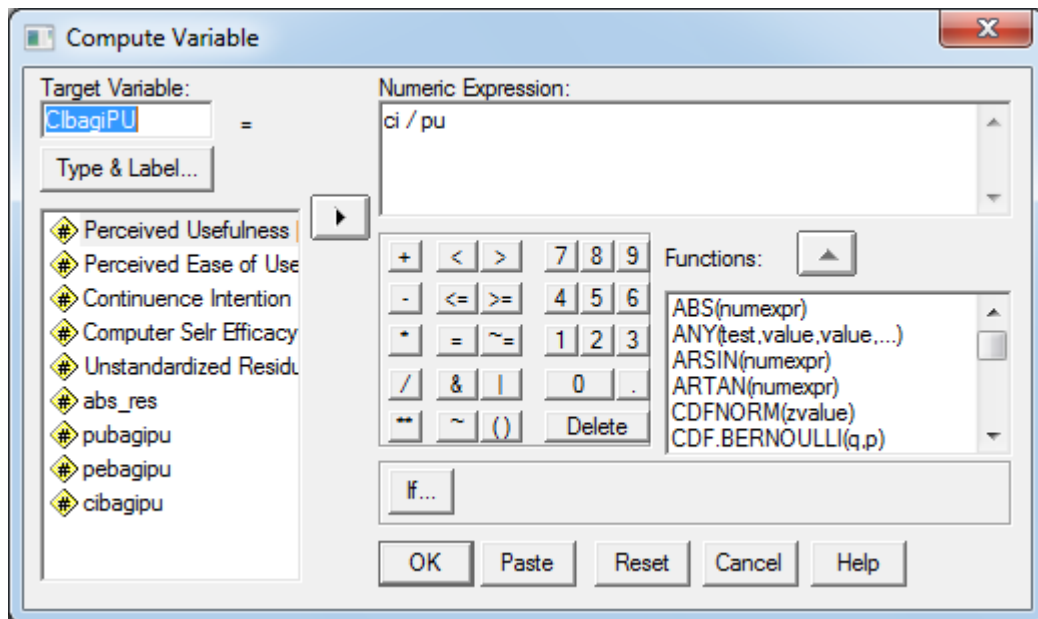 Compute Variable
x
Target Variable:
CIbagiPU
=
Type & Label...
Numeric Expression:
ci / pu
# Perceived Usefulness
# Perceived Ease of Use
# Continuence Intention
# Computer Selr Efficacy
# Unstandardized Residu
# abs_res
# pubagipu
# pebagipu
# cibagipu
+ < > 7 8 9
- <= >= 4 5 6
* = ~= 1 2 3
/ & | 0 .
** ~ () Delete
Functions:
ABS(numexpr)
ANY(test,value,value,...)
ARSIN(numexpr)
ARTAN(numexpr)
CDFNORM(zvalue)
CDF.BERNOULLI(q,p)
If...
OK Paste Reset Cancel Help